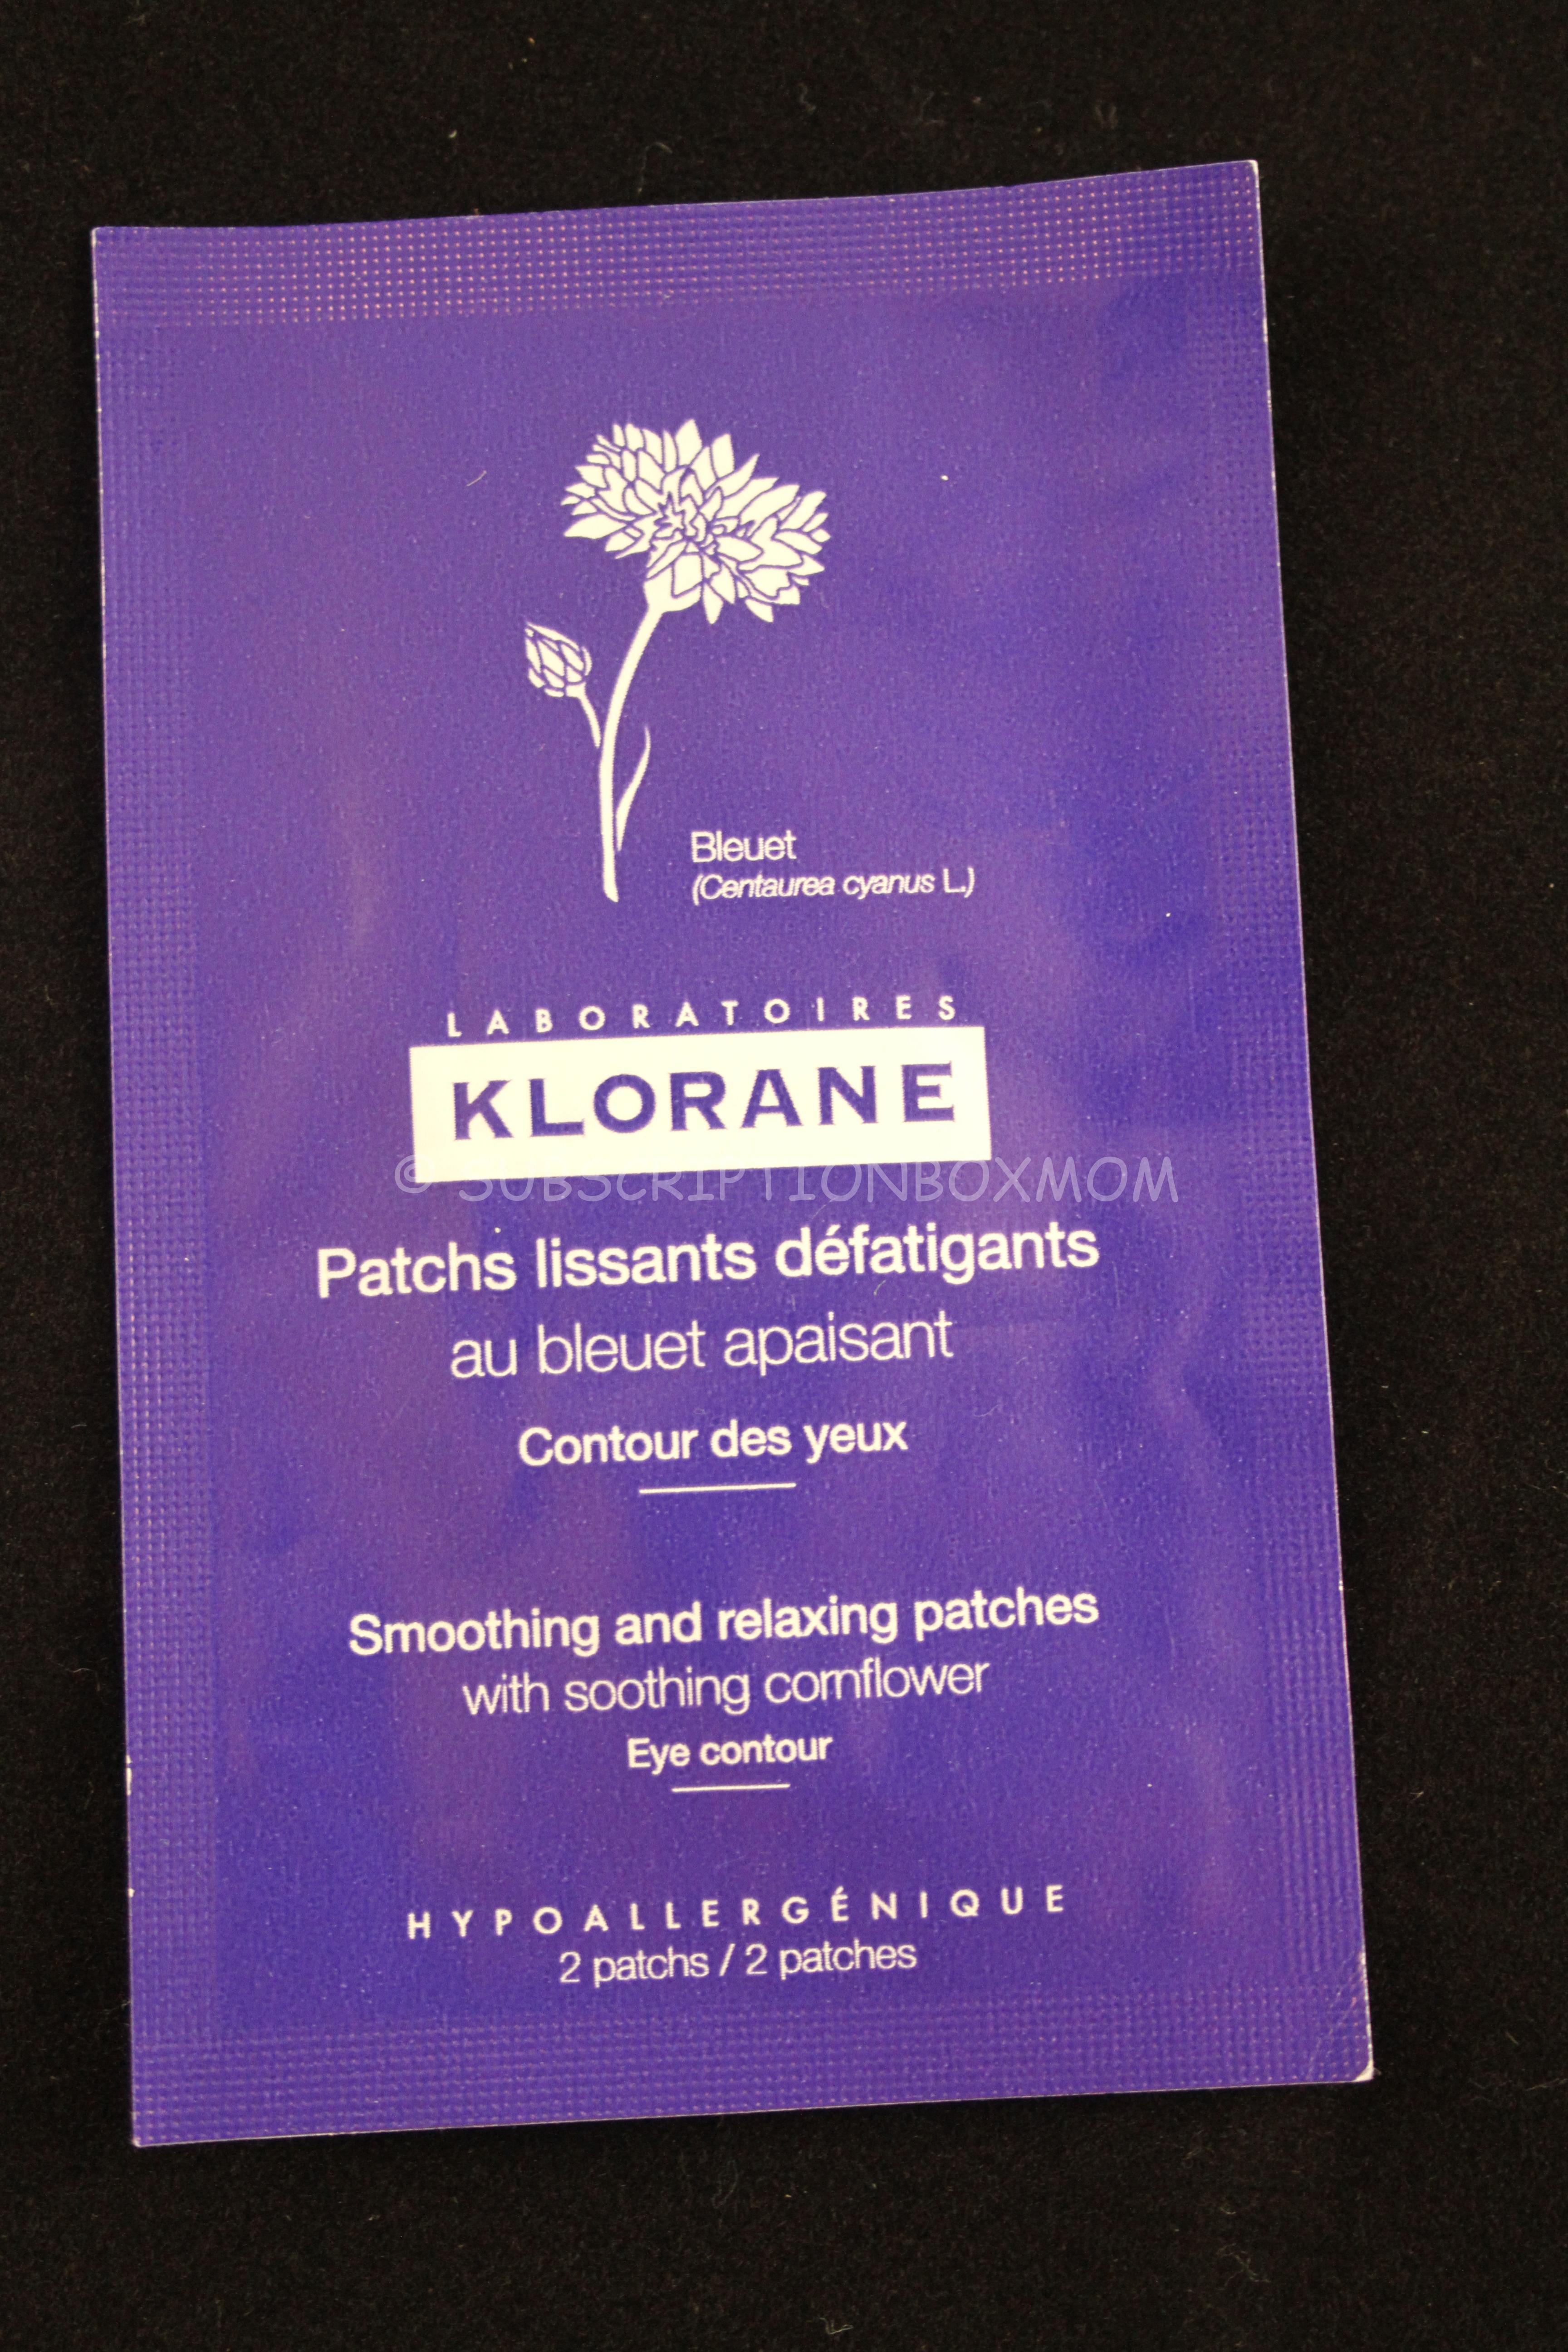 Bleuet
(Centaurea cyanus L.)
LABORATOIRES
KLORANE
© SUBSCRIPTIONBOXMOM
Patchs lissants défatigants
au bleuet apaisant
Contour des yeux
Smoothing and relaxing patches
with soothing cornflower
Eye contour
HYPOALLERGÉNIQUE
2 patchs / 2 patches